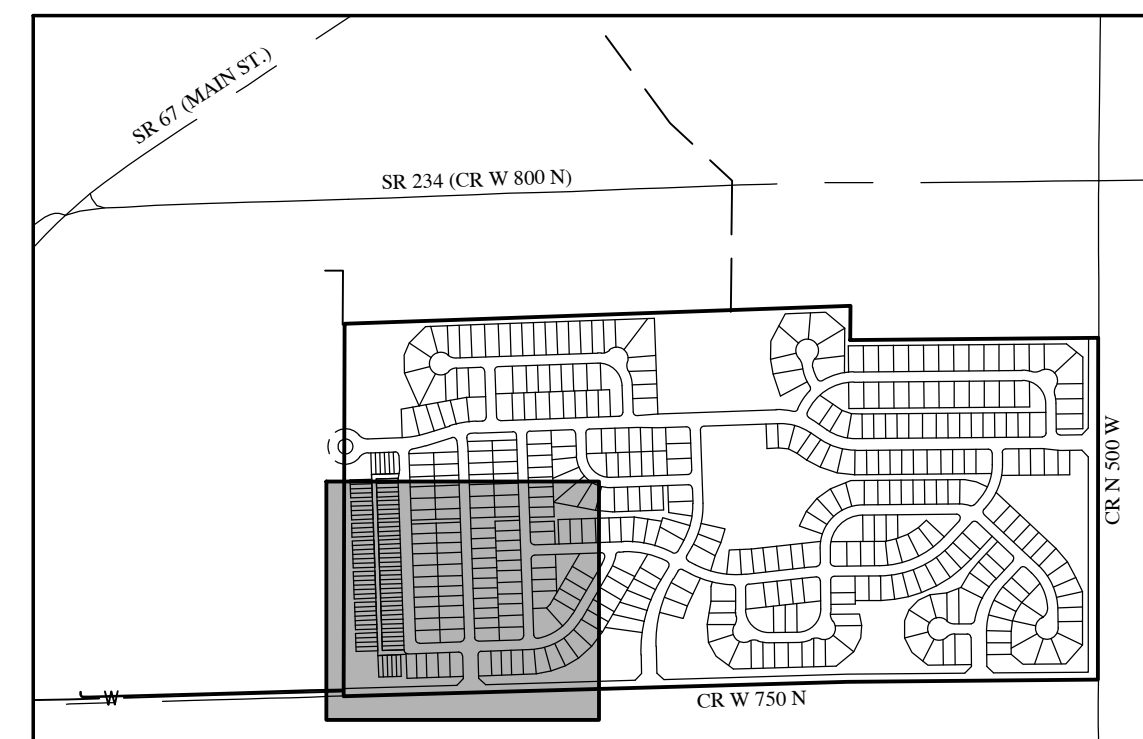 SR 67 (MAIN ST.)
SR 234 (CR W 800 N)
CR N 500 W
W
CR W 750 N